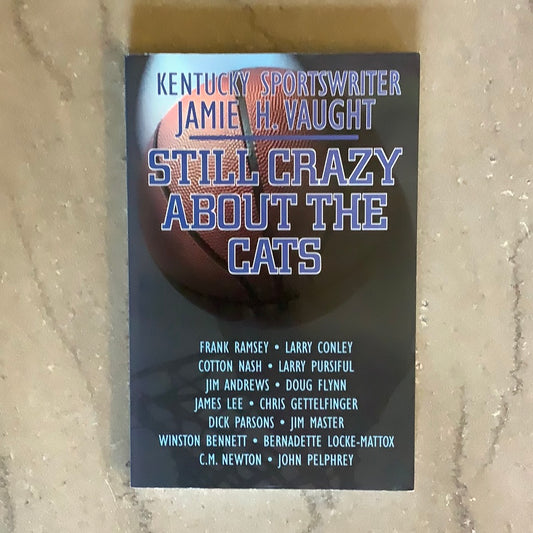 KENTUCKY SPORTSWRITER
JAMIE H. VAUGHT
STILL CRAZY
ABOUT THE
CATS
FRANK RAMSEY • LARRY CONLEY
COTTON NASH • LARRY PURSIFUL
JIM ANDREWS • DOUG FLYNN
JAMES LEE • CHRIS GETTELFINGER
DICK PARSONS • JIM MASTER
WINSTON BENNETT • BERNADETTE LOCKE-MATTOX
C.M. NEWTON • JOHN PELPHREY